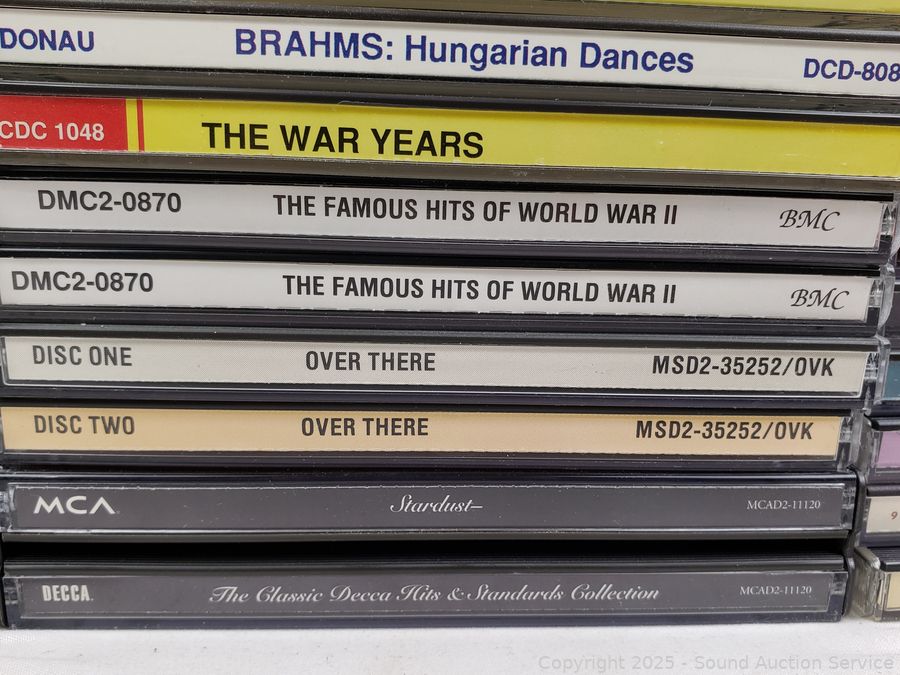 DONAU BRAHMS: Hungarian Dances DCD-808
CDC 1048 THE WAR YEARS
DMC2-0870 THE FAMOUS HITS OF WORLD WAR II BMC
DMC2-0870 THE FAMOUS HITS OF WORLD WAR II BMC
DISC ONE OVER THERE MSD2-35252/OVK
DISC TWO OVER THERE MSD2-35252/OVK
MCA Stardust– MCAD2-11120
DECCA The Classic Decca Hits & Standards Collection MCAD2-11120
9
Copyright 2025 - Sound Auction Service